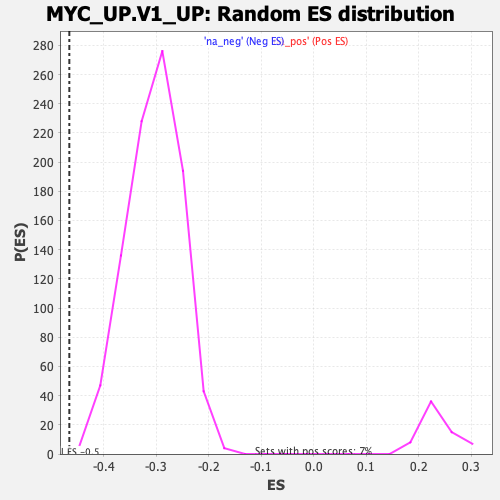 MYC_UP.V1_UP: Random ES distribution
'na_neg' (Neg ES)_pos' (Pos ES)
280
260
240
220
200
180
160
140
120
100
80
60
40
20
0
P(ES)
ES -0.5
Sets with pos scores: 7%
-0.4 -0.3 -0.2 -0.1 0.0 0.1 0.2 0.3
ES